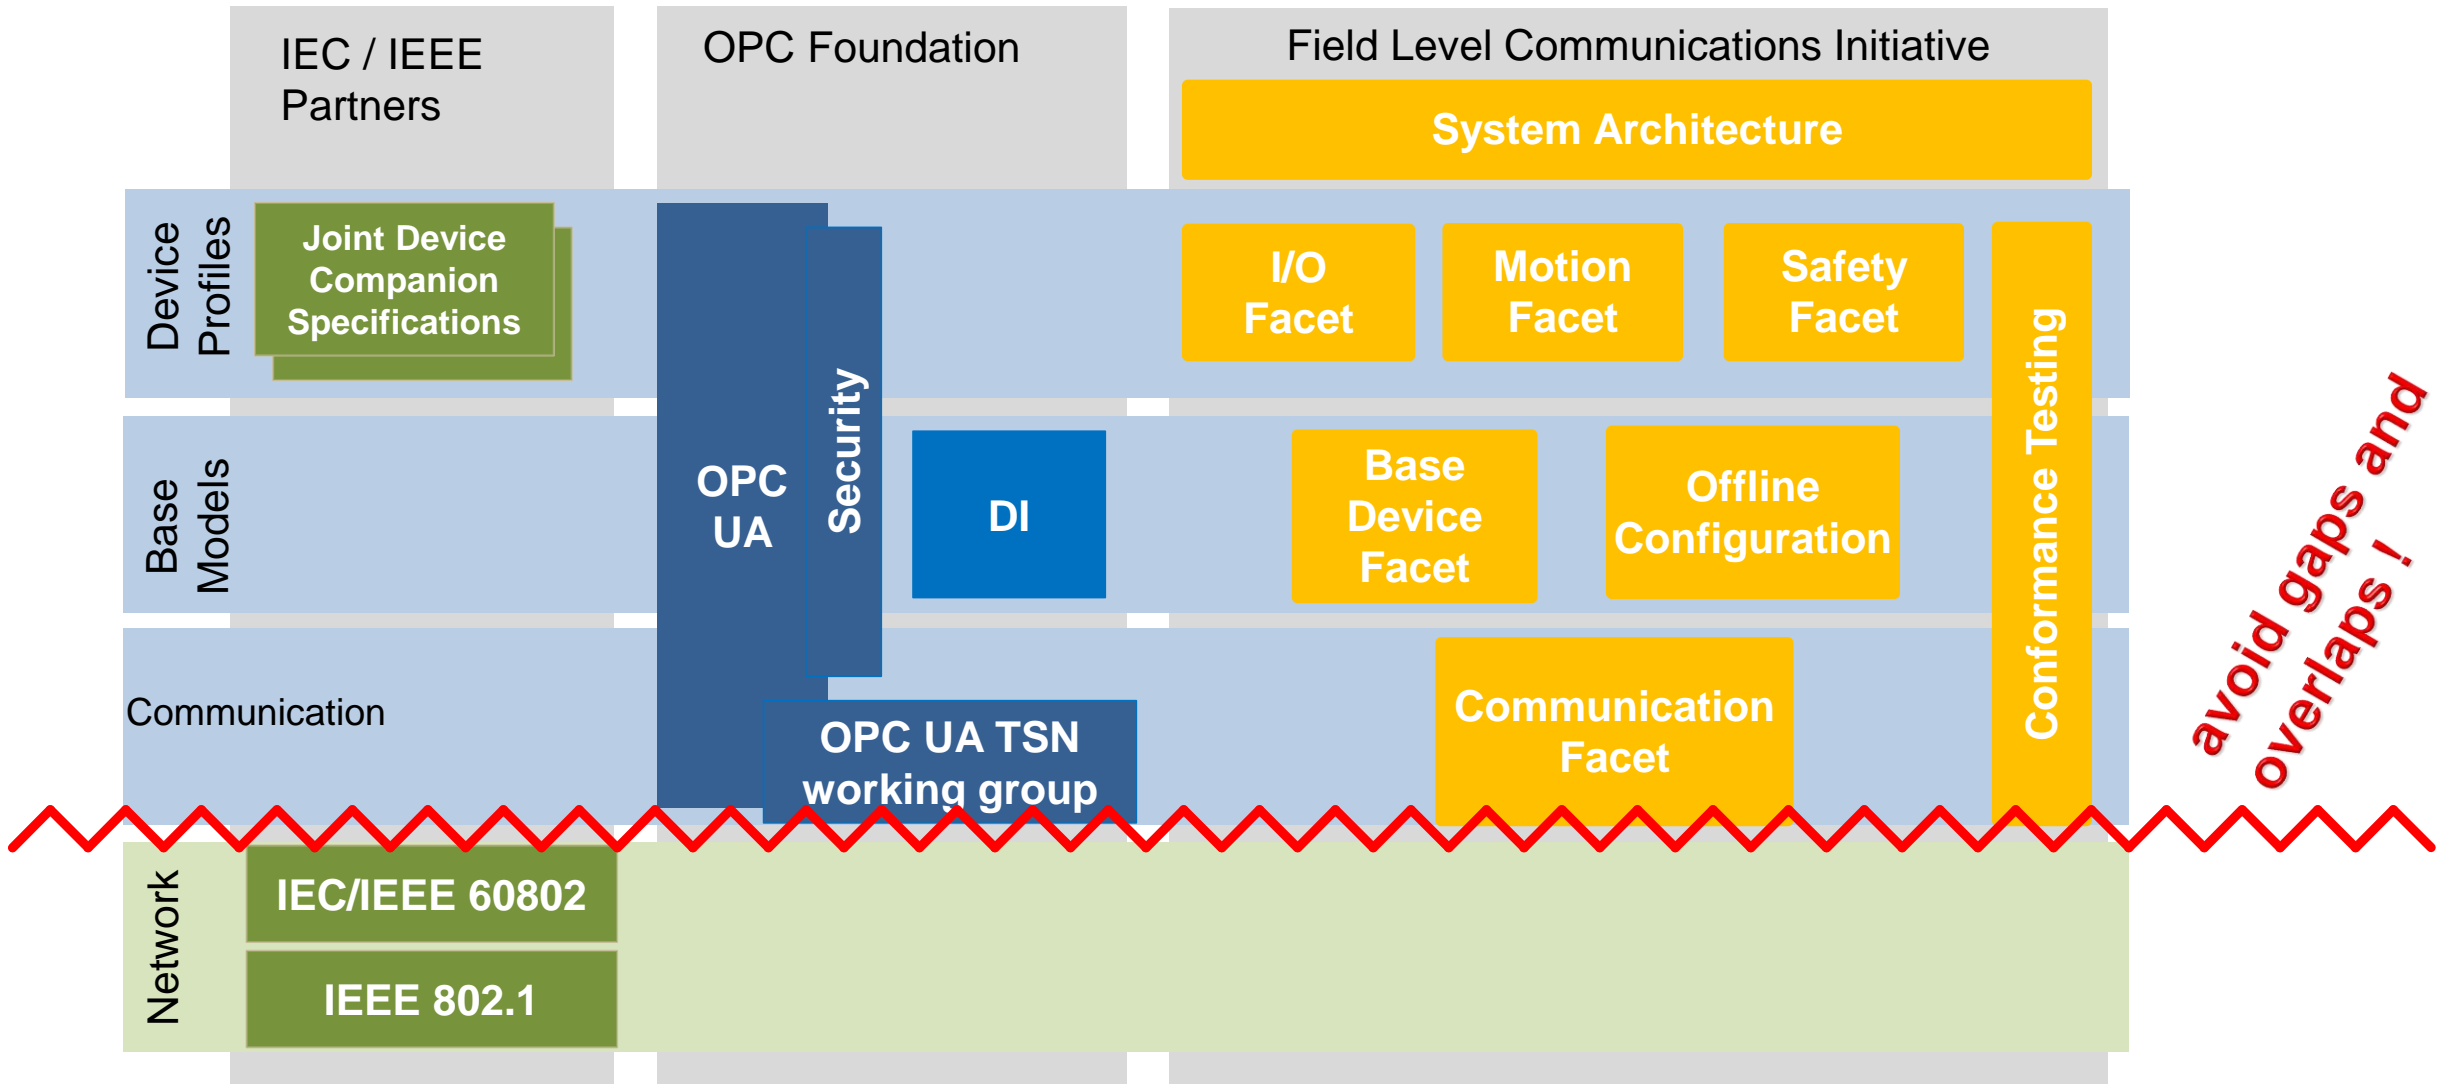 IEC / IEEE
Partners
OPC Foundation
Field Level Communications Initiative
System Architecture
Device
Profiles
Joint Device
Companion
Specifications
I/O
Facet
Motion
Facet
Safety
Facet
Conformance Testing
Security
OPC
UA
Base
Models
DI
Base
Device
Facet
Offline
Configuration
avoid gaps and
overlaps !
Communication
OPC UA TSN
working group
Communication
Facet
Network
IEC/IEEE 60802
IEEE 802.1